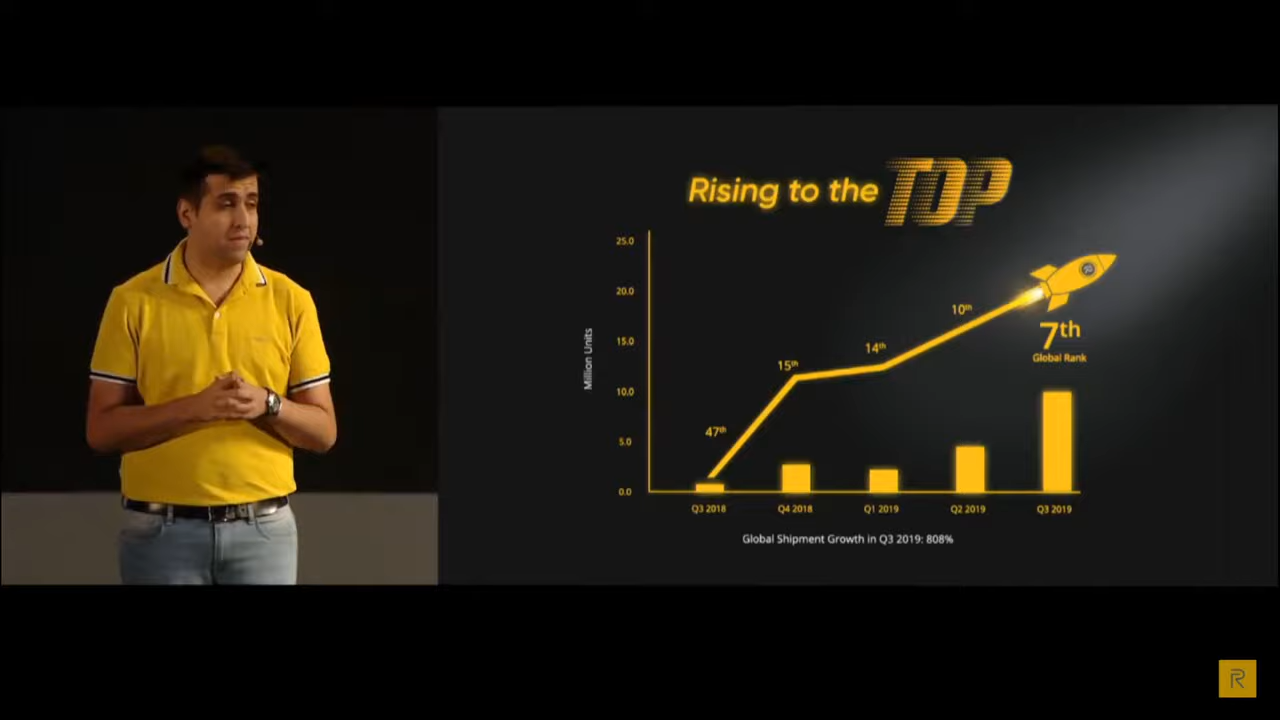 Rising to the TOP
25.0
20.0
15.0
10.0
5.0
0.0
Million Units
47th
15th
14th
10th
7th
Global Rank
Q3 2018
Q4 2018
Q1 2019
Q2 2019
Q3 2019
Global Shipment Growth in Q3 2019: 808%
R